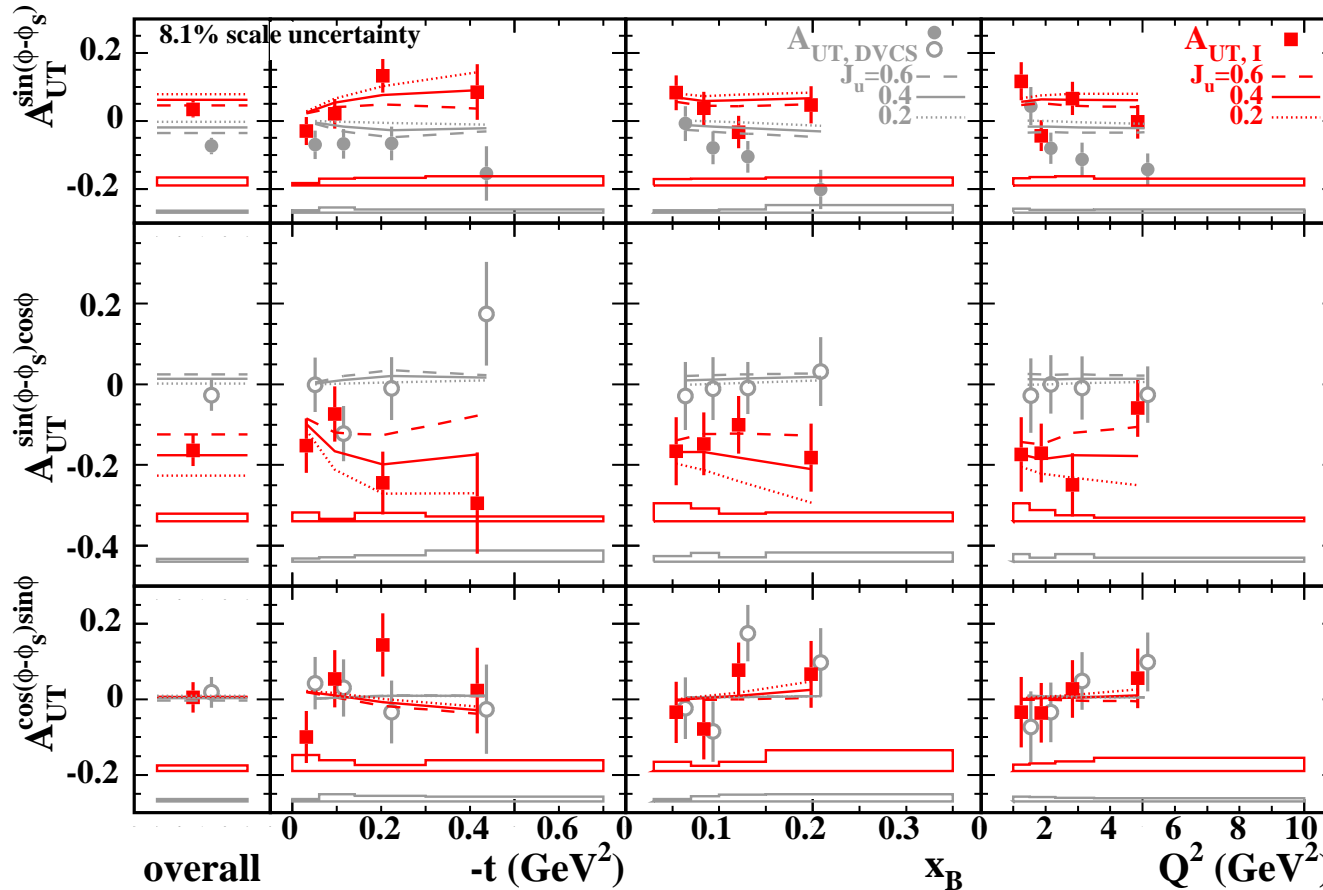 8.1% scale uncertainty
A_UT^sin(ϕ-ϕ_s)
0.2
0
-0.2
A_UT, DVCS
J_u=0.6
0.4
0.2
A_UT, I
J_u=0.6
0.4
0.2
A_UT^sin(ϕ-ϕ_s)cosϕ
0.2
0
-0.2
-0.4
A_UT^cos(ϕ-ϕ_s)sinϕ
0.2
0
-0.2
0 0.2 0.4 0.6 0 0.1 0.2 0.3 0 2 4 6 8 10
overall -t (GeV^2) x_B Q^2 (GeV^2)